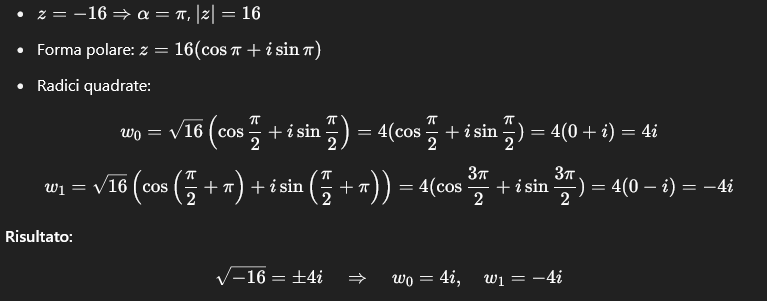 • z = −16 ⇒ α = π, |z| = 16
• Forma polare: z = 16(cos π + i sin π)
• Radici quadrate:
w₀ = √16 (cos π/2 + i sin π/2) = 4(cos π/2 + i sin π/2) = 4(0 + i) = 4i
w₁ = √16 (cos (π/2 + π) + i sin (π/2 + π)) = 4(cos 3π/2 + i sin 3π/2) = 4(0 − i) = −4i
Risultato:
√−16 = ±4i ⇒ w₀ = 4i, w₁ = −4i